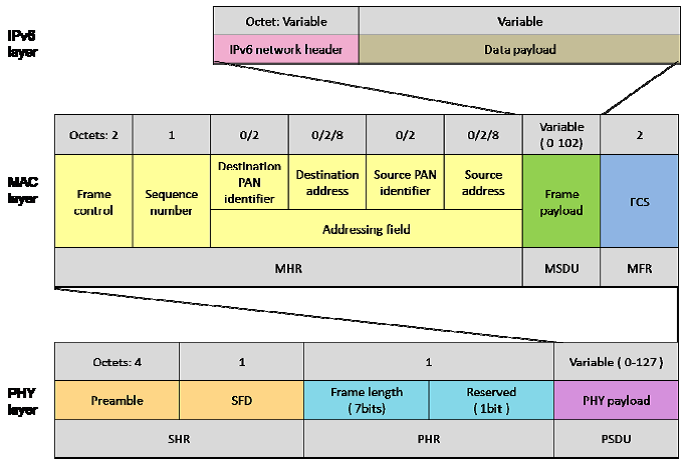 Octet: Variable Variable
IPv6 layer
IPv6 network header Data payload
Octets: 2 1 0/2 0/2/8 0/2 0/2/8 Variable ( 0-102) 2
MAC layer
Frame control Sequence number Destination PAN identifier Destination address Source PAN identifier Source address Frame payload FCS
Addressing field
MHR MSDU MFR
Octets: 4 1 1 Variable ( 0-127 )
PHY layer
Preamble SFD Frame length ( 7bits) Reserved ( 1bit ) PHY payload
SHR PHR PSDU